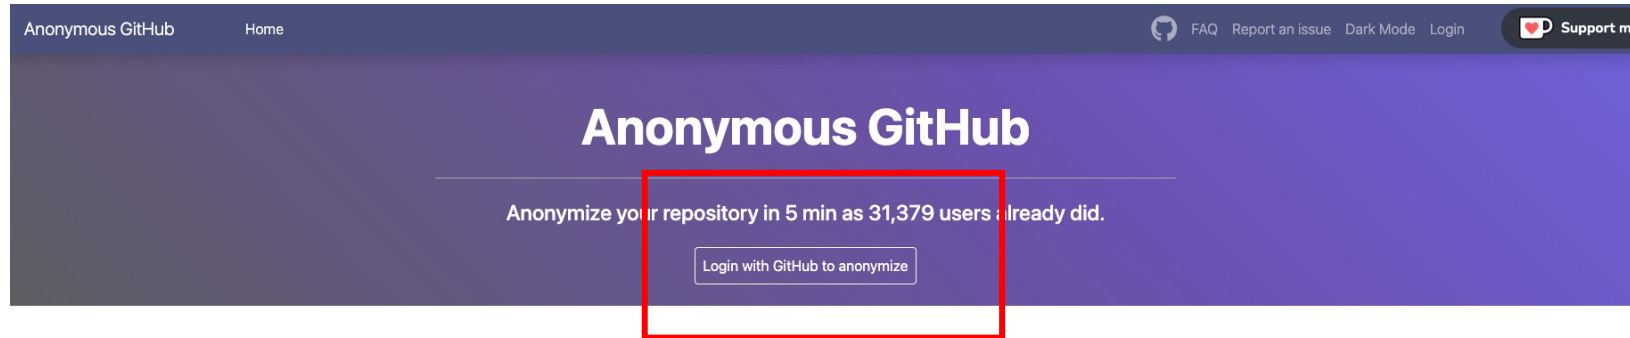 Anonymous GitHub Home FAQ Report an issue Dark Mode Login Support m
Anonymous GitHub
Anonymize your repository in 5 min as 31,379 users already did.
Login with GitHub to anonymize